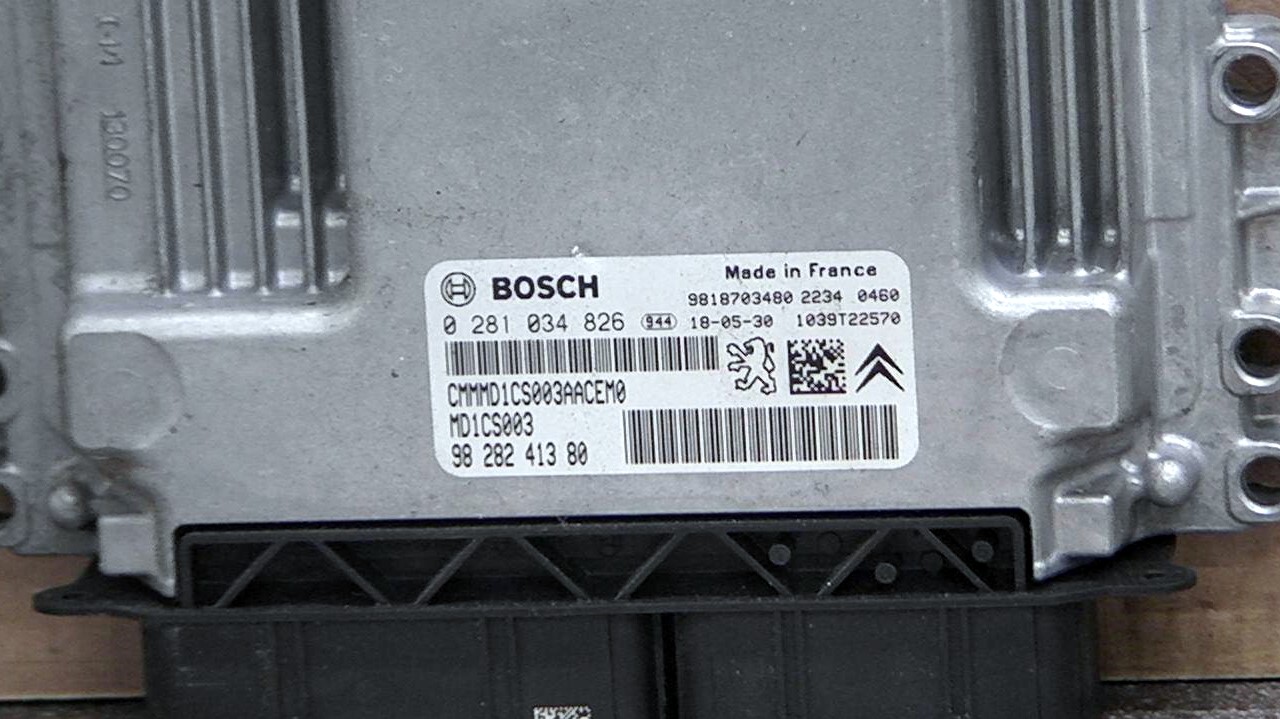 130070
BOSCH
Made in France
9818703480 2234 0460
0 281 034 826 944 18-05-30 1039T22570
CMMMD1CS003AACEM0
MD1CS003
98 282 413 80